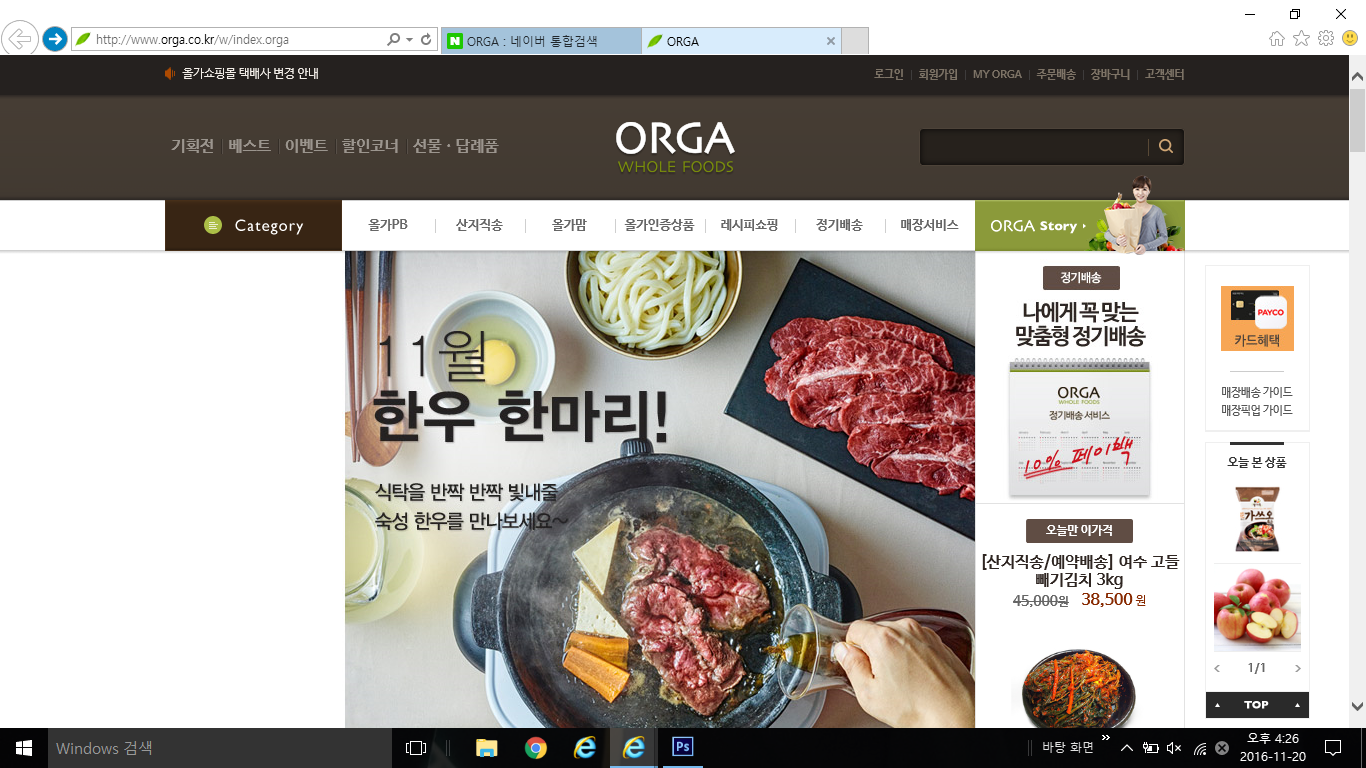 http://www.orga.co.kr/w/index.orga
ORGA : 네이버 통합검색
ORGA
올가쇼핑몰 택배사 변경 안내
로그인
회원가입
MY ORGA
주문배송
장바구니
고객센터
기획전
베스트
이벤트
할인코너
선물 · 답례품
ORGA
WHOLE FOODS
Category
올가PB
산지직송
올가맘
올가인증상품
레시피쇼핑
정기배송
매장서비스
ORGA Story
11월
한우 한마리!
식탁을 반짝 반짝 빛내줄
숙성 한우를 만나보세요~
정기배송
나에게 꼭 맞는
맞춤형 정기배송
ORGA
WHOLE FOODS
정기배송 서비스
10% 페이백
오늘만 이가격
[산지직송/예약배송] 여수 고들
빼기김치 3kg
45,000원 38,500 원
PAYCO
카드혜택
매장배송 가이드
매장픽업 가이드
오늘 본 상품
가쓰오
1/1
TOP
Windows 검색
Ps
바탕 화면
오후 4:26
2016-11-20